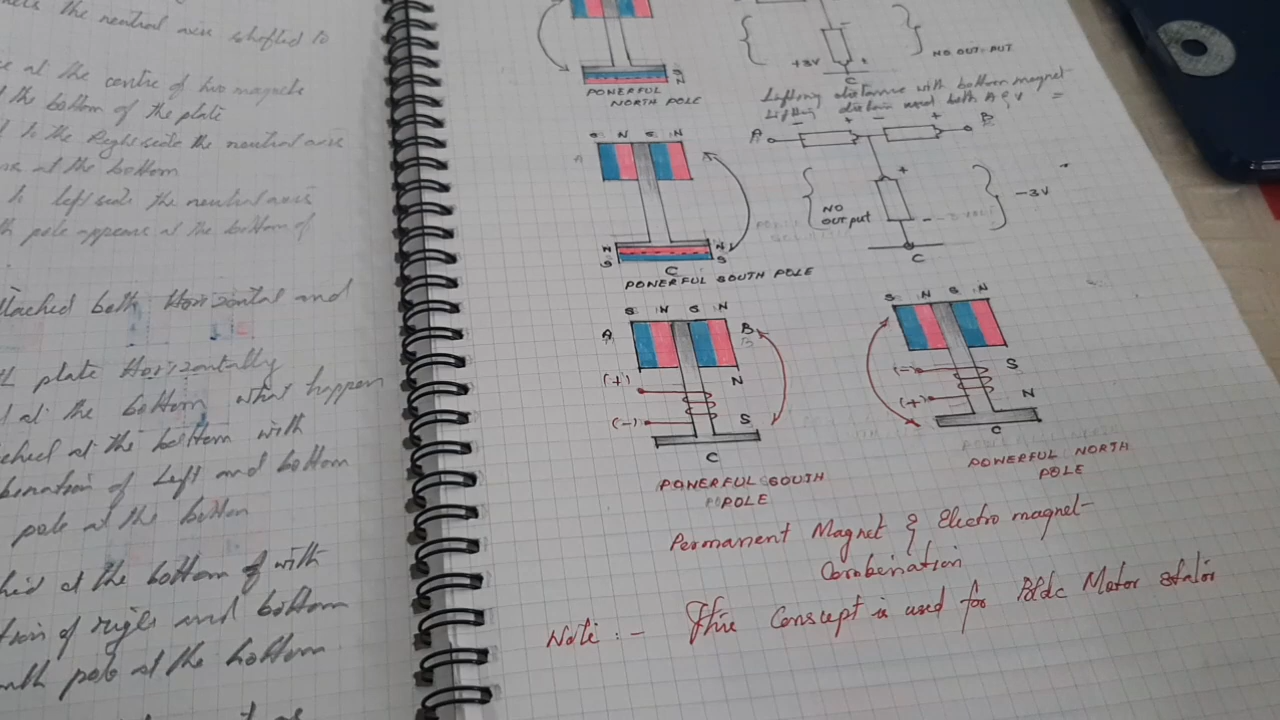 the neutral axis shifted to
at the centre of two magnets
the bottom of the plate
to the Right side the neutral axis
at the bottom
left side the neutral axis
pole appears at the bottom of
attached both Horizontal and
plate Horizontally
at the bottom what happen
at the bottom with
of Left and bottom
pole at the bottom
at the bottom of with
of right and bottom
pole at the bottom
S
N
POWERFUL
NORTH POLE
+3V
-
+
C
NO OUT-PUT
Lifting distance with bottom magnet
Lifting used both A & V =
S N S N
A
N
S
N
S
C
POWERFUL SOUTH POLE
A - + - + B
NO
OUT PUT
+
-
-3V
C
S N S N
A
B
(+)
(-)
N
S
C
POWERFUL SOUTH
POLE
S N S N
(-)
(+)
S
N
C
POWERFUL NORTH
POLE
Permanent Magnet & Electro magnet
Combination
Note :- This Concept is used for Bldc Motor stator